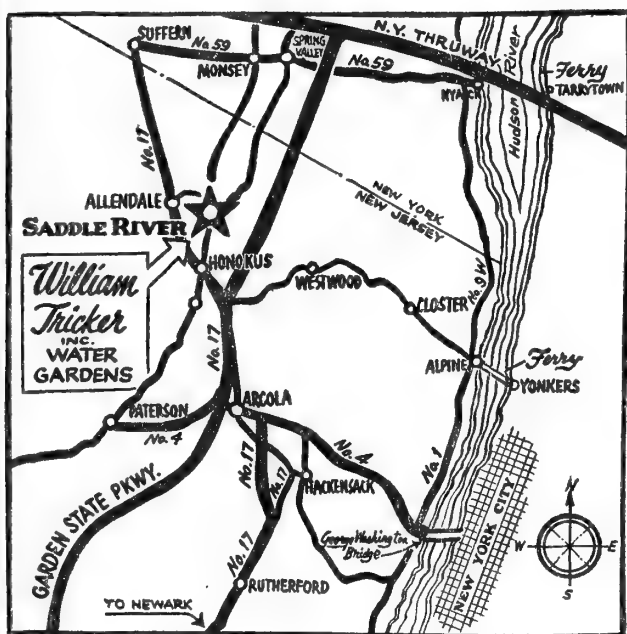 SUFFERN
No. 59
MONSEY
SPRING
VALLEY
No 59
N.Y. THRUWAY
NYACK
Hudson River
Ferry
TARRYTOWN
No. 17
ALLENDALE
SADDLE RIVER
HOHOKUS
NEW YORK
NEW JERSEY
William
Tricker
INC.
WATER
GARDENS
WESTWOOD
CLOSTER
No. 9W
ALPINE
Ferry
YONKERS
No. 17
PATERSON
No. 4
ARCOLA
No. 17
No. 17
No. 4
No. 1
HACKENSACK
GARDEN STATE PKWY.
George Washington
Bridge
NEW YORK CITY
No. 17
RUTHERFORD
TO NEWARK
N
W
E
S